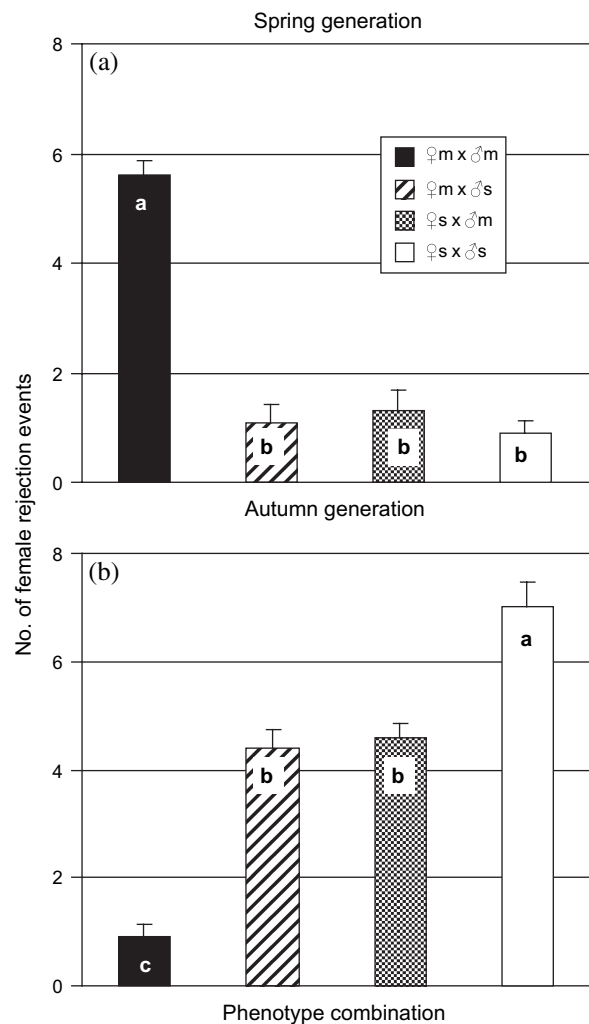 Spring generation
(a)
8
6
4
2
0
♀m x ♂m
♀m x ♂s
♀s x ♂m
♀s x ♂s
a
b
b
b
No. of female rejection events
Autumn generation
(b)
8
6
4
2
0
c
b
b
a
Phenotype combination